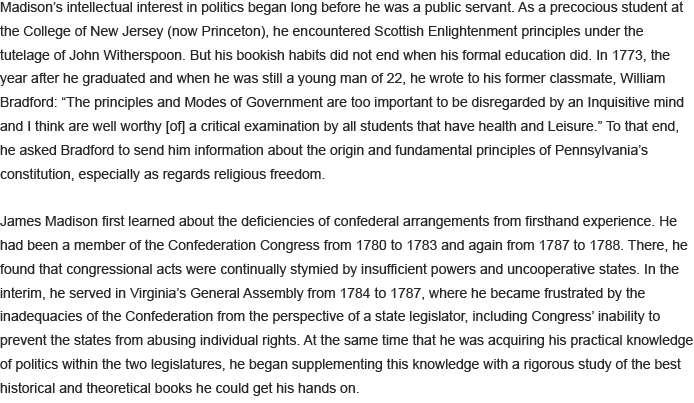 Madison’s intellectual interest in politics began long before he was a public servant. As a precocious student at
the College of New Jersey (now Princeton), he encountered Scottish Enlightenment principles under the
tutelage of John Witherspoon. But his bookish habits did not end when his formal education did. In 1773, the
year after he graduated and when he was still a young man of 22, he wrote to his former classmate, William
Bradford: “The principles and Modes of Government are too important to be disregarded by an Inquisitive mind
and I think are well worthy [of] a critical examination by all students that have health and Leisure.” To that end,
he asked Bradford to send him information about the origin and fundamental principles of Pennsylvania’s
constitution, especially as regards religious freedom.
James Madison first learned about the deficiencies of confederal arrangements from firsthand experience. He
had been a member of the Confederation Congress from 1780 to 1783 and again from 1787 to 1788. There, he
found that congressional acts were continually stymied by insufficient powers and uncooperative states. In the
interim, he served in Virginia’s General Assembly from 1784 to 1787, where he became frustrated by the
inadequacies of the Confederation from the perspective of a state legislator, including Congress’ inability to
prevent the states from abusing individual rights. At the same time that he was acquiring his practical knowledge
of politics within the two legislatures, he began supplementing this knowledge with a rigorous study of the best
historical and theoretical books he could get his hands on.